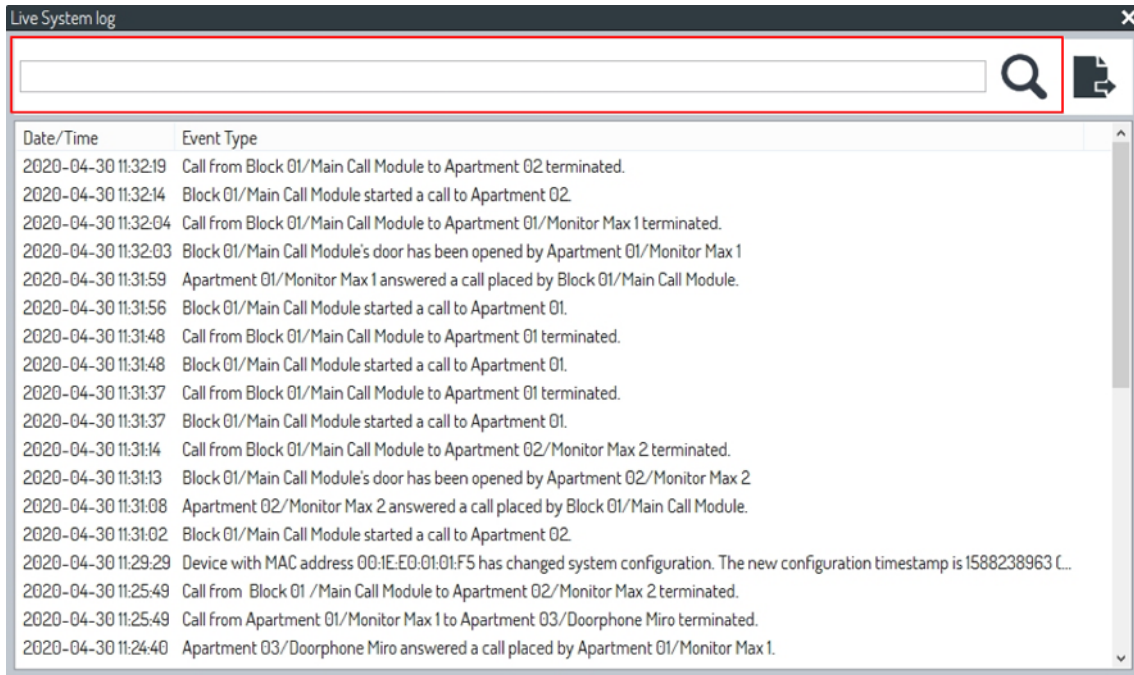 Live System log
Date/Time Event Type
2020-04-30 11:32:19 Call from Block 01/Main Call Module to Apartment 02 terminated.
2020-04-30 11:32:14 Block 01/Main Call Module started a call to Apartment 02.
2020-04-30 11:32:04 Call from Block 01/Main Call Module to Apartment 01/Monitor Max 1 terminated.
2020-04-30 11:32:03 Block 01/Main Call Module's door has been opened by Apartment 01/Monitor Max 1
2020-04-30 11:31:59 Apartment 01/Monitor Max 1 answered a call placed by Block 01/Main Call Module.
2020-04-30 11:31:56 Block 01/Main Call Module started a call to Apartment 01.
2020-04-30 11:31:48 Call from Block 01/Main Call Module to Apartment 01 terminated.
2020-04-30 11:31:48 Block 01/Main Call Module started a call to Apartment 01.
2020-04-30 11:31:37 Call from Block 01/Main Call Module to Apartment 01 terminated.
2020-04-30 11:31:37 Block 01/Main Call Module started a call to Apartment 01.
2020-04-30 11:31:14 Call from Block 01/Main Call Module to Apartment 02/Monitor Max 2 terminated.
2020-04-30 11:31:13 Block 01/Main Call Module's door has been opened by Apartment 02/Monitor Max 2
2020-04-30 11:31:08 Apartment 02/Monitor Max 2 answered a call placed by Block 01/Main Call Module.
2020-04-30 11:31:02 Block 01/Main Call Module started a call to Apartment 02.
2020-04-30 11:29:29 Device with MAC address 00:1E:E0:01:01:F5 has changed system configuration. The new configuration timestamp is 1588238963 (...
2020-04-30 11:25:49 Call from Block 01 /Main Call Module to Apartment 02/Monitor Max 2 terminated.
2020-04-30 11:25:49 Call from Apartment 01/Monitor Max 1 to Apartment 03/Doorphone Miro terminated.
2020-04-30 11:24:40 Apartment 03/Doorphone Miro answered a call placed by Apartment 01/Monitor Max 1.